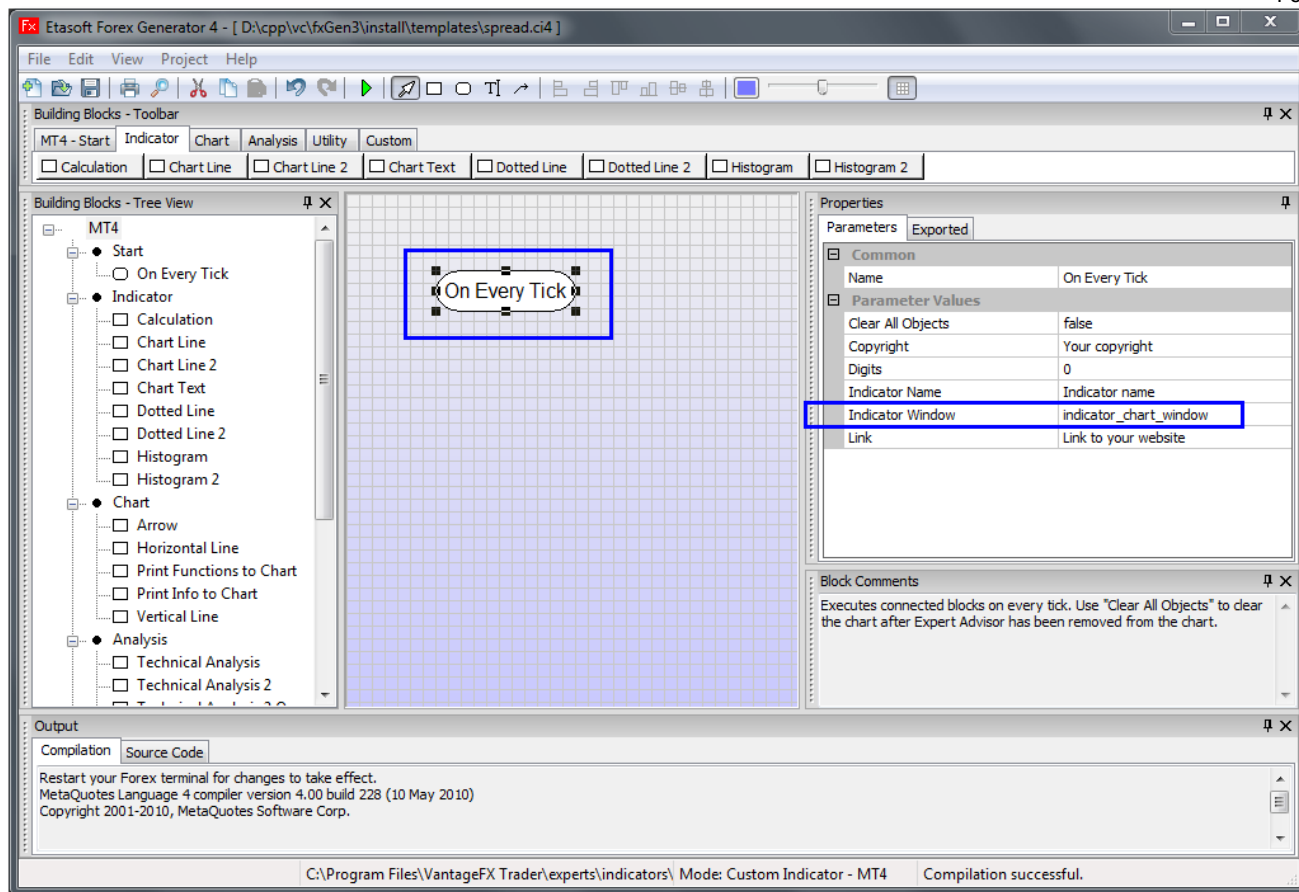 Etasoft Forex Generator 4 - [ D:\cpp\vc\fxGen3\install\templates\spread.ci4 ]
File Edit View Project Help
Building Blocks - Toolbar
MT4 - Start Indicator Chart Analysis Utility Custom
Calculation Chart Line Chart Line 2 Chart Text Dotted Line Dotted Line 2 Histogram Histogram 2
Building Blocks - Tree View
MT4
Start
On Every Tick
Indicator
Calculation
Chart Line
Chart Line 2
Chart Text
Dotted Line
Dotted Line 2
Histogram
Histogram 2
Chart
Arrow
Horizontal Line
Print Functions to Chart
Print Info to Chart
Vertical Line
Analysis
Technical Analysis
Technical Analysis 2
On Every Tick
Properties
Parameters Exported
Common
Name On Every Tick
Parameter Values
Clear All Objects false
Copyright Your copyright
Digits 0
Indicator Name Indicator name
Indicator Window indicator_chart_window
Link Link to your website
Block Comments
Executes connected blocks on every tick. Use "Clear All Objects" to clear
the chart after Expert Advisor has been removed from the chart.
Output
Compilation Source Code
Restart your Forex terminal for changes to take effect.
MetaQuotes Language 4 compiler version 4.00 build 228 (10 May 2010)
Copyright 2001-2010, MetaQuotes Software Corp.
C:\Program Files\VantageFX Trader\experts\indicators\ Mode: Custom Indicator - MT4 Compilation successful.